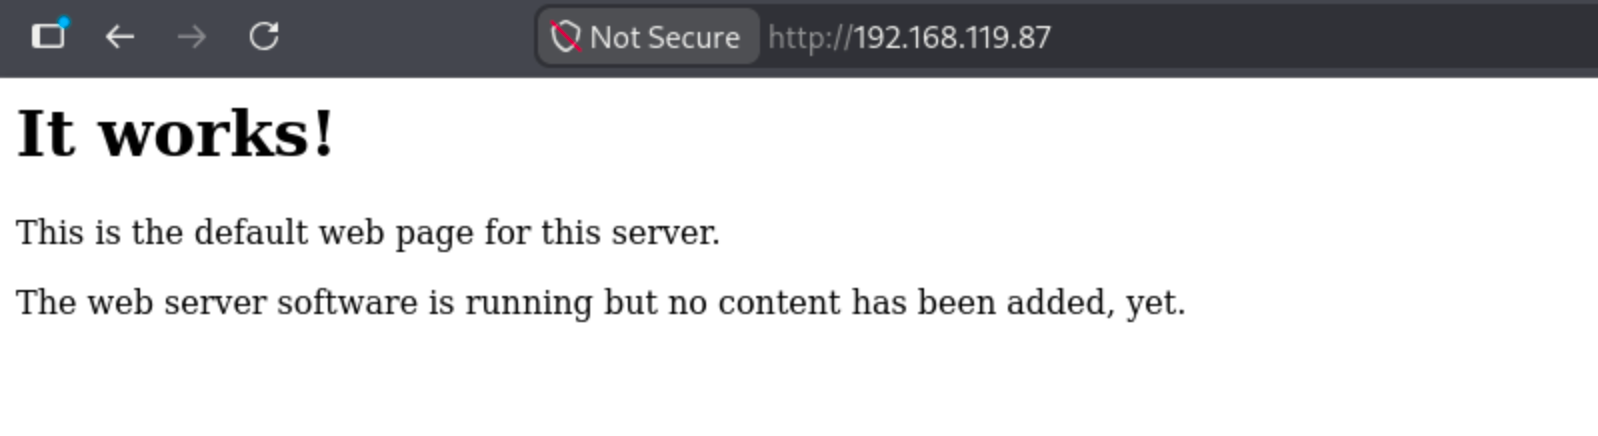 Not Secure http://192.168.119.87
It works!
This is the default web page for this server.
The web server software is running but no content has been added, yet.